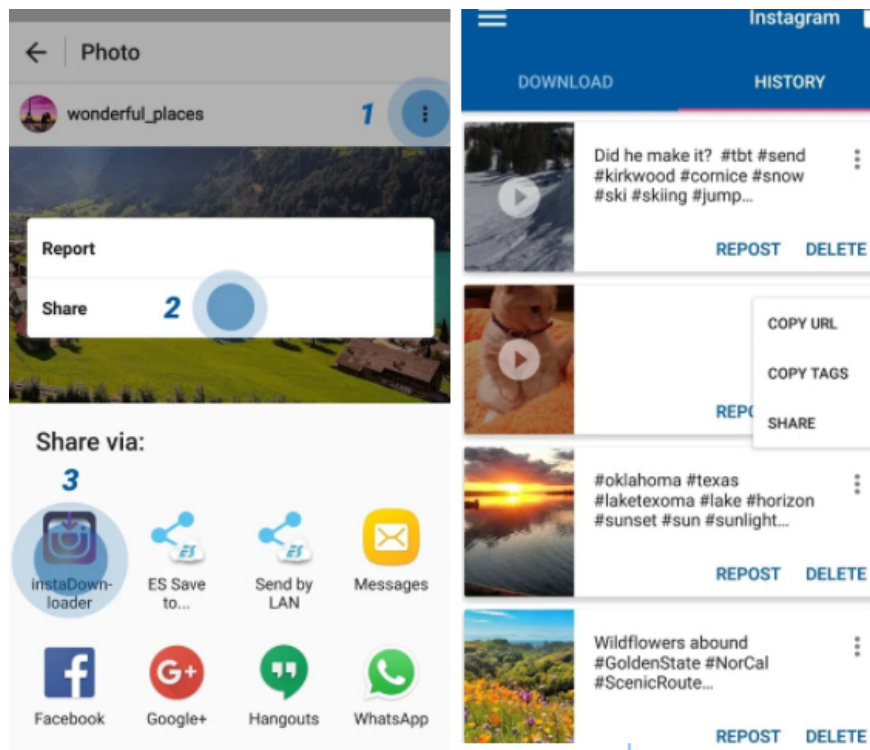 Photo
wonderful_places
1
Report
Share
2
Share via:
3
instaDown-
loader
ES
ES Save
to...
ES
Send by
LAN
Messages
Facebook
G+
Google+
Hangouts
WhatsApp
Instagram
DOWNLOAD
HISTORY
Did he make it? #tbt #send
#kirkwood #cornice #snow
#ski #skiing #jump...
REPOST DELETE
COPY URL
COPY TAGS
SHARE
REPO
#oklahoma #texas
#laketexoma #lake #horizon
#sunset #sun #sunlight...
REPOST DELETE
Wildflowers abound
#GoldenState #NorCal
#ScenicRoute...
REPOST DELETE